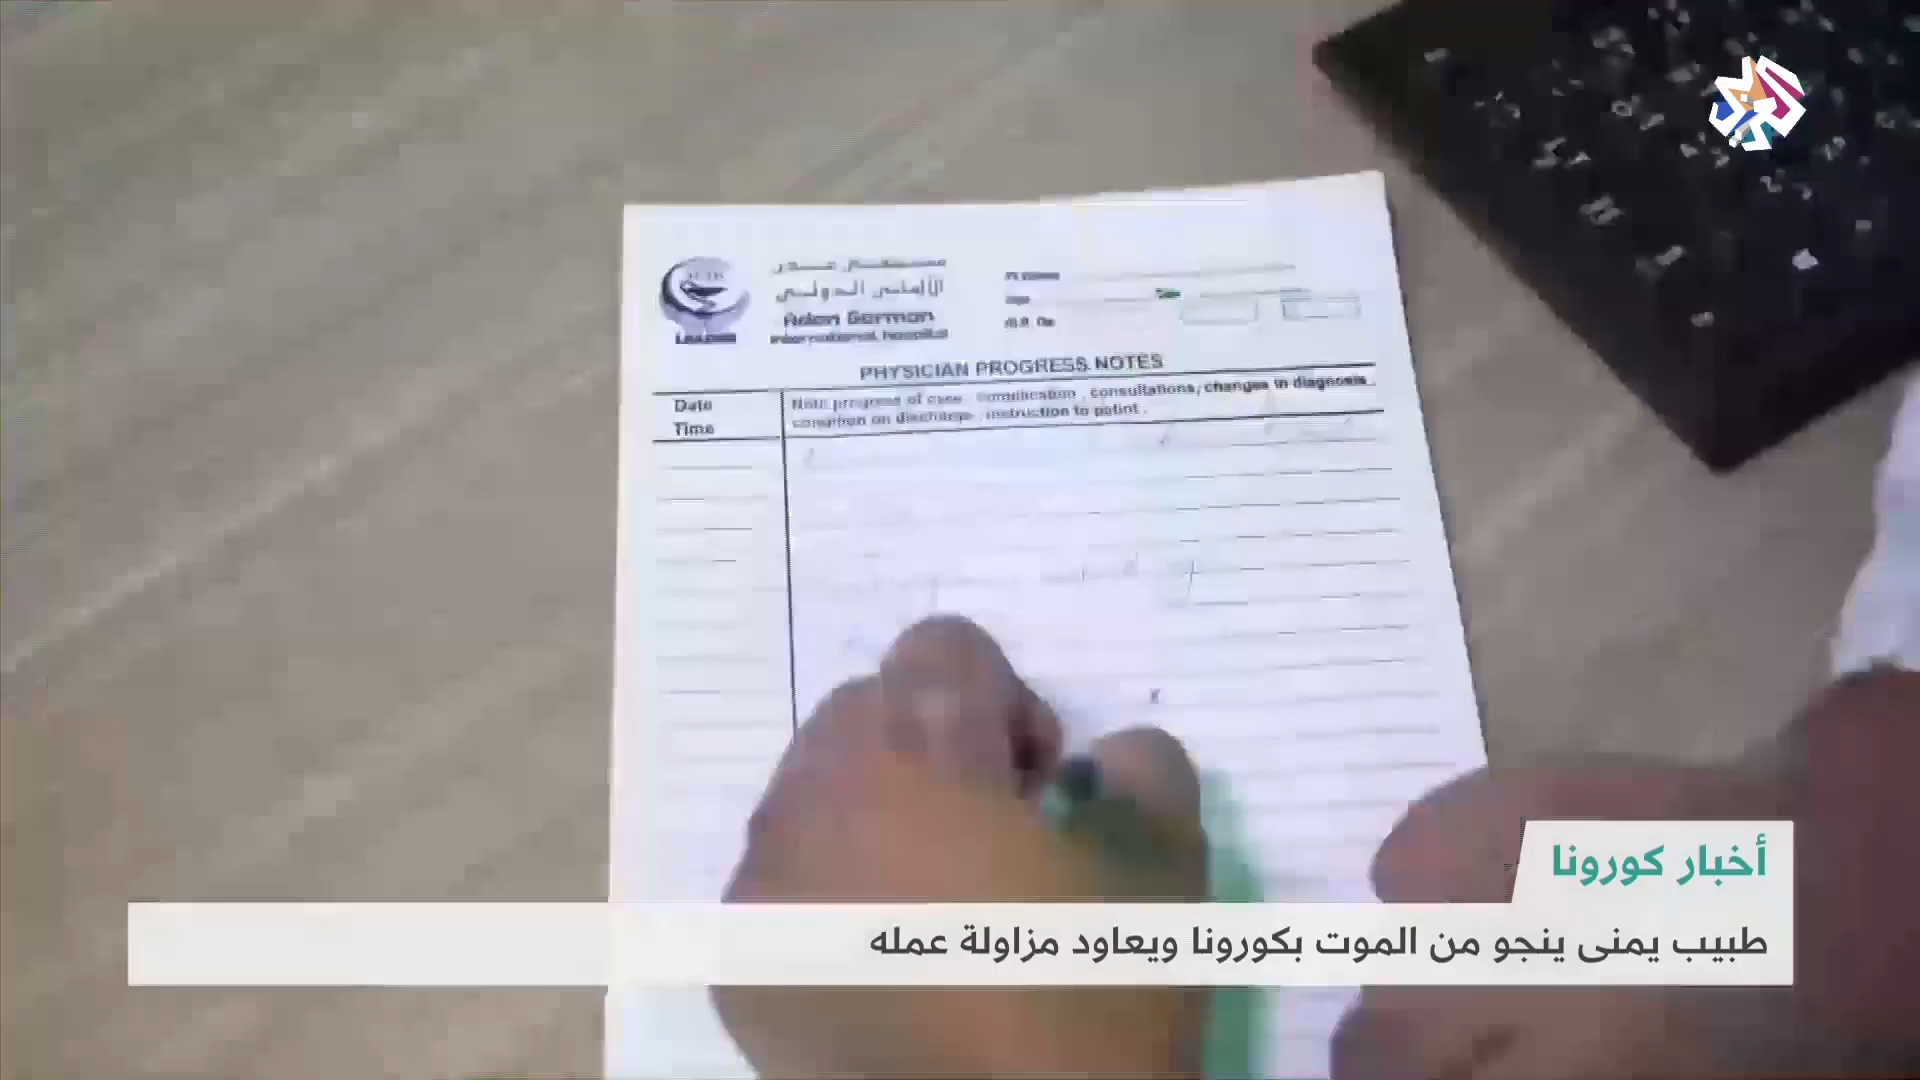 مستشفى عدن
الألماني الدولي
Aden German
International hospital
PHYSICIAN PROGRESS NOTES
Date
Time
Note progress of case, complication, consultations, changes in diagnosis,
condition on discharge, instruction to patint.
أخبار كورونا
طبيب يمنى ينجو من الموت بكورونا ويعاود مزاولة عمله